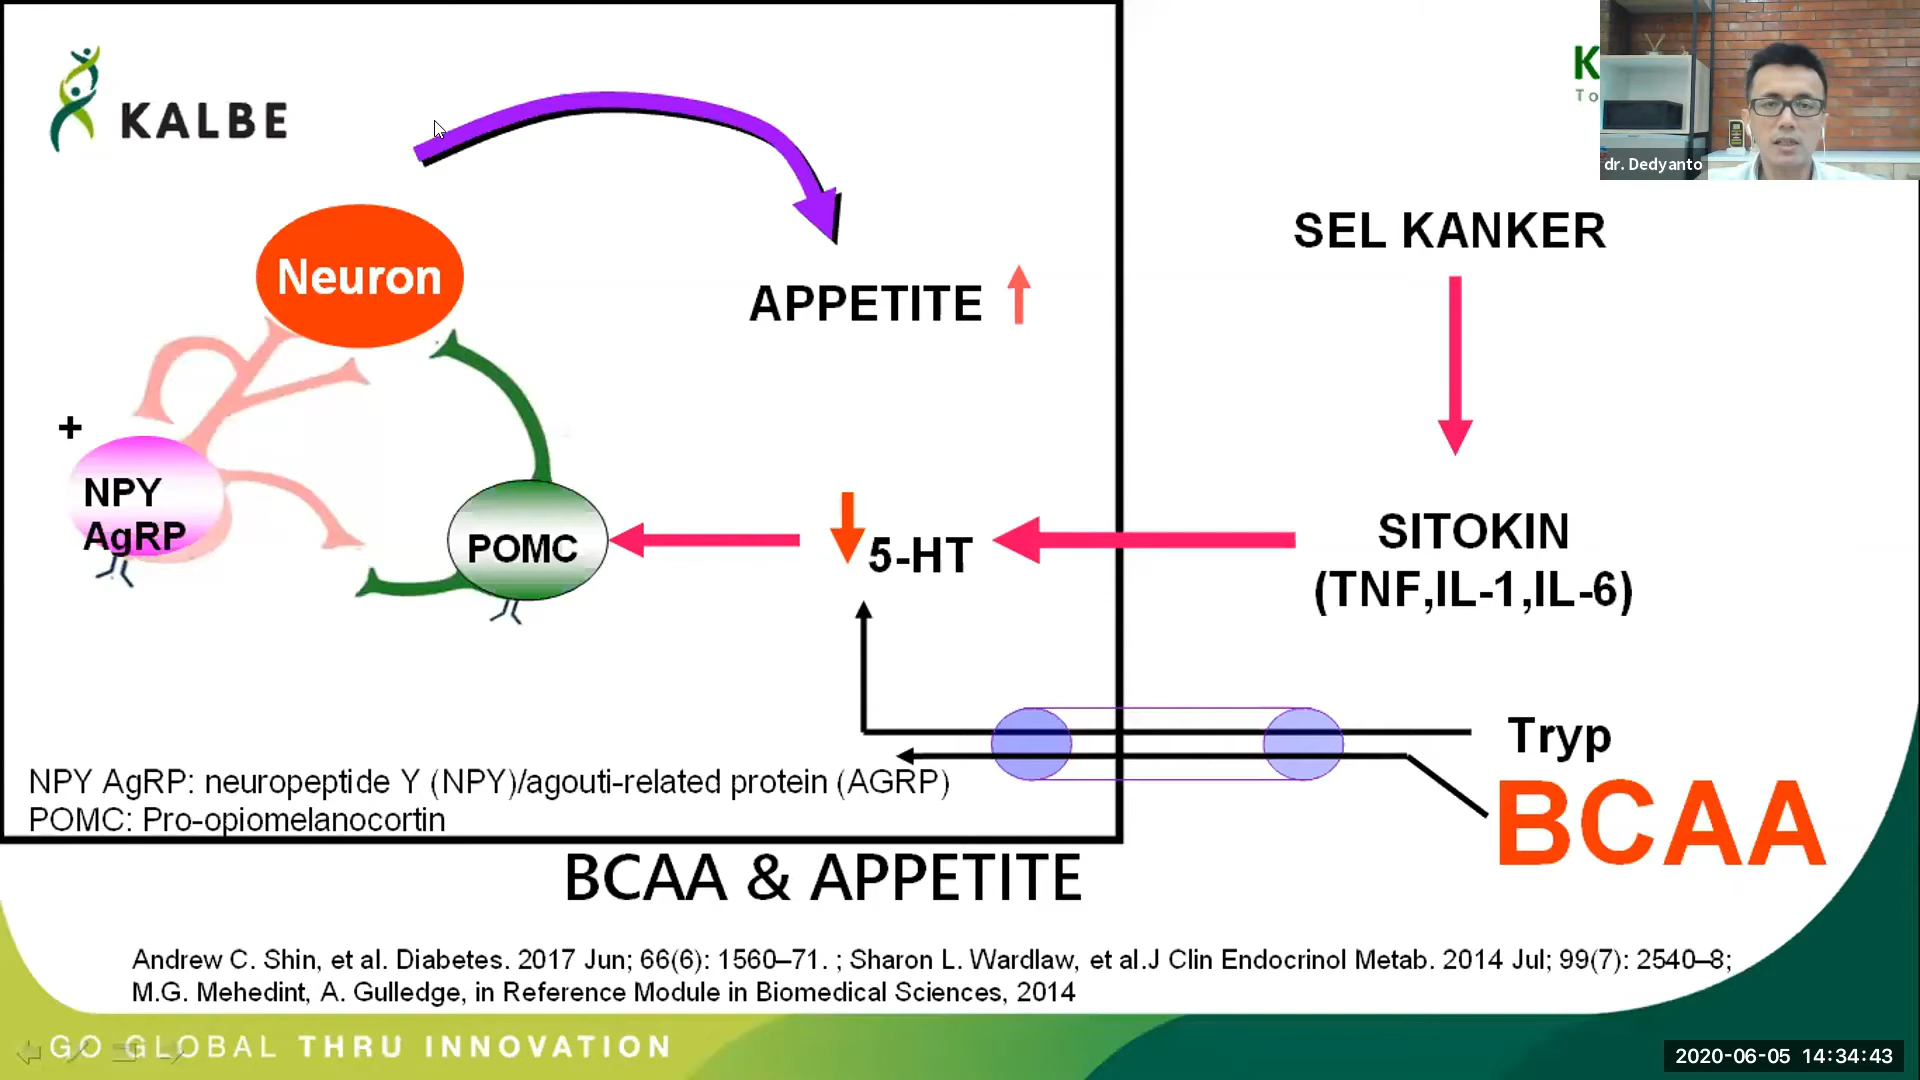 KALBE
K
To
dr. Dedyanto
SEL KANKER
Neuron
APPETITE
+
NPY
AgRP
POMC
5-HT
SITOKIN
(TNF,IL-1,IL-6)
Tryp
BCAA
NPY AgRP: neuropeptide Y (NPY)/agouti-related protein (AGRP)
POMC: Pro-opiomelanocortin
BCAA & APPETITE
Andrew C. Shin, et al. Diabetes. 2017 Jun; 66(6): 1560–71. ; Sharon L. Wardlaw, et al.J Clin Endocrinol Metab. 2014 Jul; 99(7): 2540–8;
M.G. Mehedint, A. Gulledge, in Reference Module in Biomedical Sciences, 2014
GO GLOBAL THRU INNOVATION
2020-06-05 14:34:43